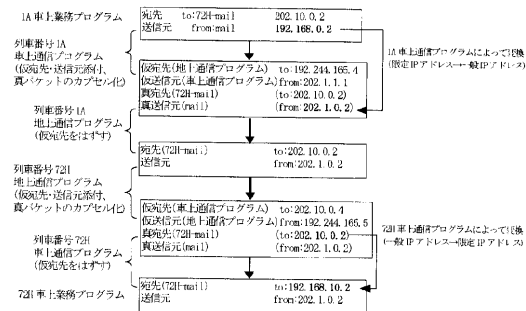 1A 車上業務プログラム
宛先 to:72H-mail 202.10.0.2
送信元 from:mail 192.168.0.2
列車番号1A
車上通信プログラム
(仮宛先・送信元添付、
真パケットのカプセル化)
1A 車上通信プログラムによって変換
(限定IPアドレス→一般IPアドレス)
仮宛先(地上通信プログラム) to:192.244.165.4
仮送信元(車上通信プログラム) from:202.1.1.1
真宛先(72H-mail) (to:202.10.0.2)
真送信元(mail) (from:202.1.0.2)
列車番号1A
地上通信プログラム
(仮宛先をはずす)
宛先(72H-mail) to:202.10.0.2
送信元 from:202.1.0.2
列車番号72H
地上通信プログラム
(仮宛先・送信元添付、
真パケットのカプセル化)
仮宛先(車上通信プログラム) to:202.10.0.4
仮送信元(地上通信プログラム) from:192.244.165.5
真宛先(72H-mail) (to:202.10.0.2)
真送信元(mail) (from:202.1.0.2)
列車番号72H
車上通信プログラム
(仮宛先をはずす)
72H 車上通信プログラムによって変換
(一般IPアドレス→限定IPアドレス)
72H 車上業務プログラム
宛先(72H-mail) to:192.168.10.2
送信元 from:202.1.0.2